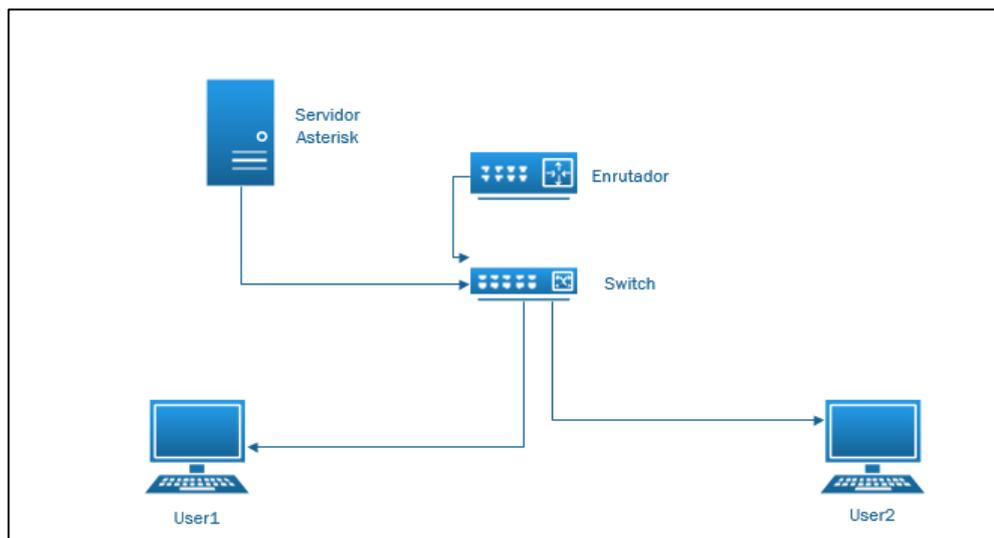 Servidor
Asterisk
Enrutador
Switch
User1
User2